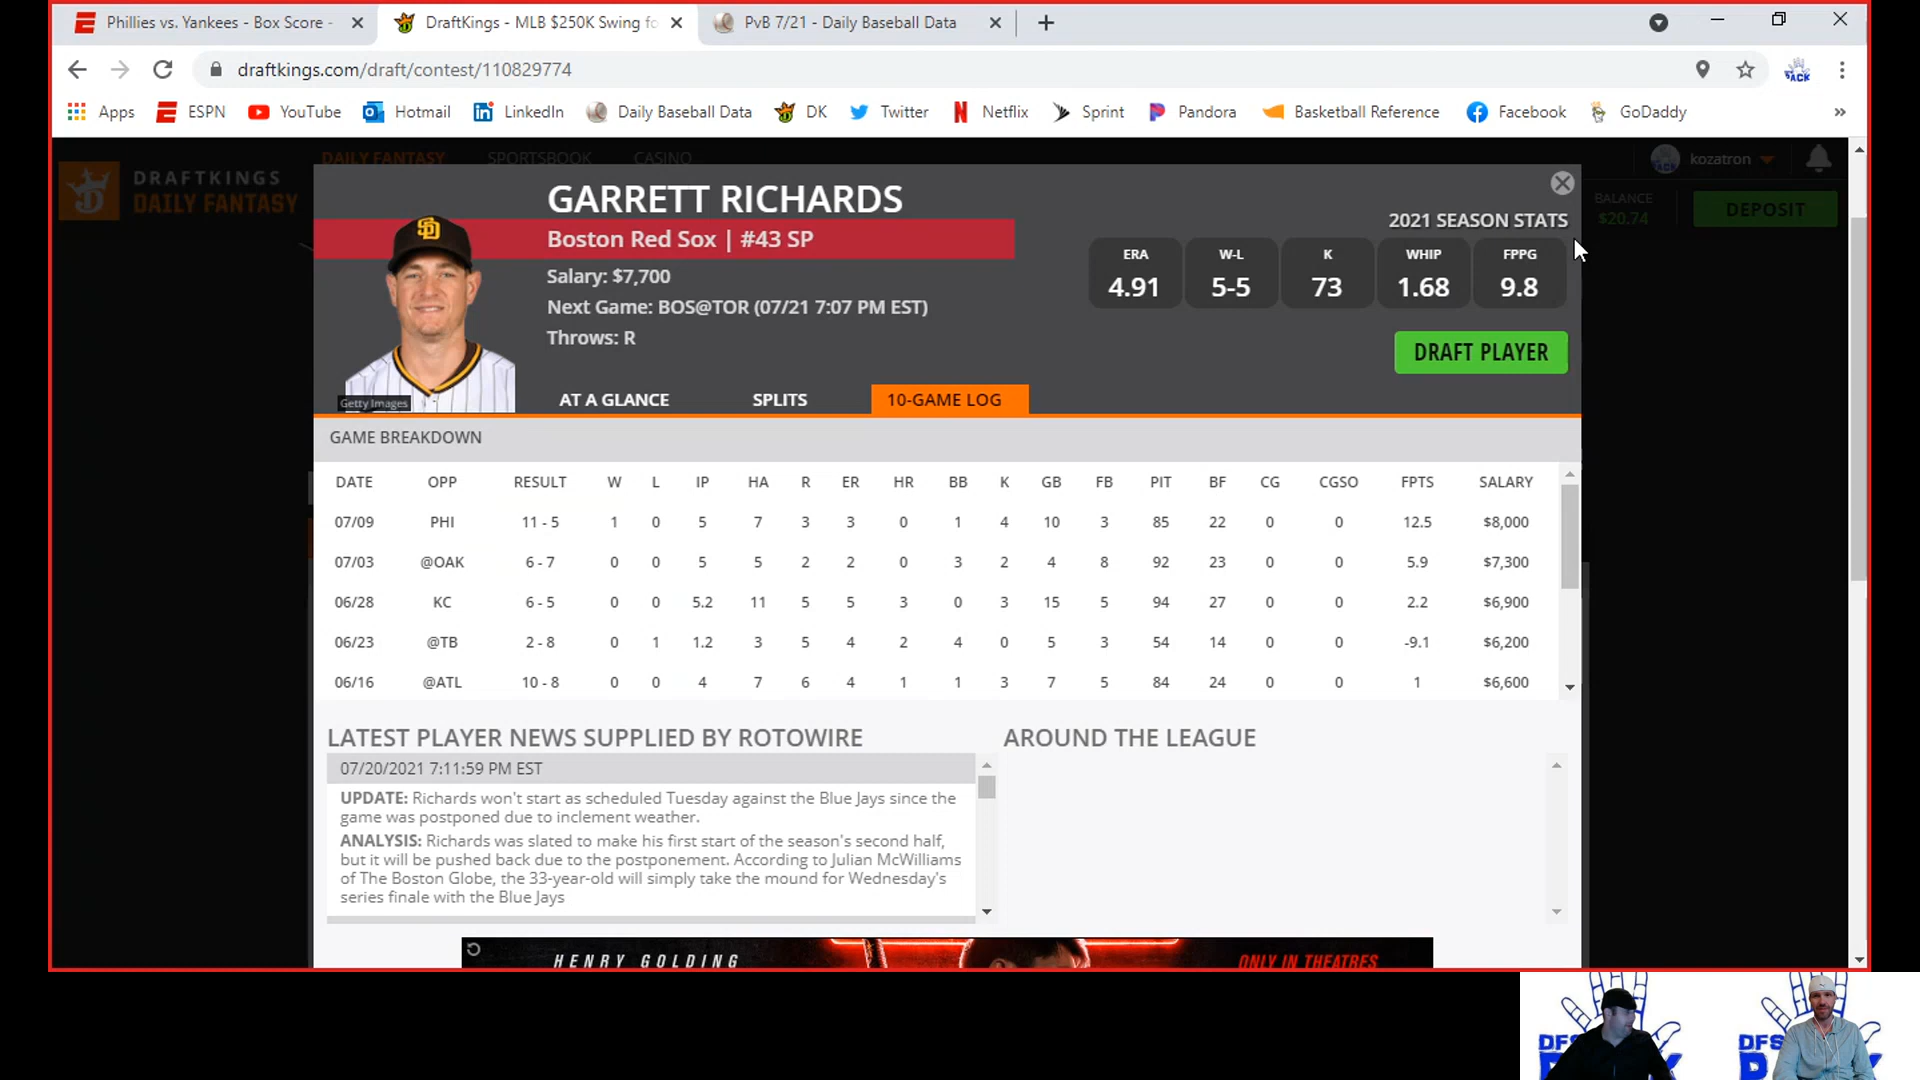 Phillies vs. Yankees - Box Score -
DraftKings - MLB $250K Swing fo
PvB 7/21 - Daily Baseball Data
draftkings.com/draft/contest/110829774
Apps ESPN YouTube Hotmail LinkedIn Daily Baseball Data DK Twitter Netflix Sprint Pandora Basketball Reference Facebook GoDaddy »
DRAFTKINGS
DAILY FANTASY
DAILY FANTASY SPORTSBOOK CASINO
kozatron
BALANCE
$20.74
DEPOSIT
GARRETT RICHARDS
Boston Red Sox | #43 SP
Salary: $7,700
Next Game: BOS@TOR (07/21 7:07 PM EST)
Throws: R
Getty Images
2021 SEASON STATS
ERA W-L K WHIP FPPG
4.91 5-5 73 1.68 9.8
DRAFT PLAYER
AT A GLANCE SPLITS 10-GAME LOG
GAME BREAKDOWN
DATE OPP RESULT W L IP HA R ER HR BB K GB FB PIT BF CG CGSO FPTS SALARY
07/09 PHI 11 - 5 1 0 5 7 3 3 0 1 4 10 3 85 22 0 0 12.5 $8,000
07/03 @OAK 6 - 7 0 0 5 5 2 2 0 3 2 4 8 92 23 0 0 5.9 $7,300
06/28 KC 6 - 5 0 0 5.2 11 5 5 3 0 3 15 5 94 27 0 0 2.2 $6,900
06/23 @TB 2 - 8 0 1 1.2 3 5 4 2 4 0 5 3 54 14 0 0 -9.1 $6,200
06/16 @ATL 10 - 8 0 0 4 7 6 4 1 1 3 7 5 84 24 0 0 1 $6,600
LATEST PLAYER NEWS SUPPLIED BY ROTOWIRE
AROUND THE LEAGUE
07/20/2021 7:11:59 PM EST
UPDATE: Richards won't start as scheduled Tuesday against the Blue Jays since the
game was postponed due to inclement weather.
ANALYSIS: Richards was slated to make his first start of the season's second half,
but it will be pushed back due to the postponement. According to Julian McWilliams
of The Boston Globe, the 33-year-old will simply take the mound for Wednesday's
series finale with the Blue Jays
HENRY GOLDING
ONLY IN THEATRES
DFS
DFS